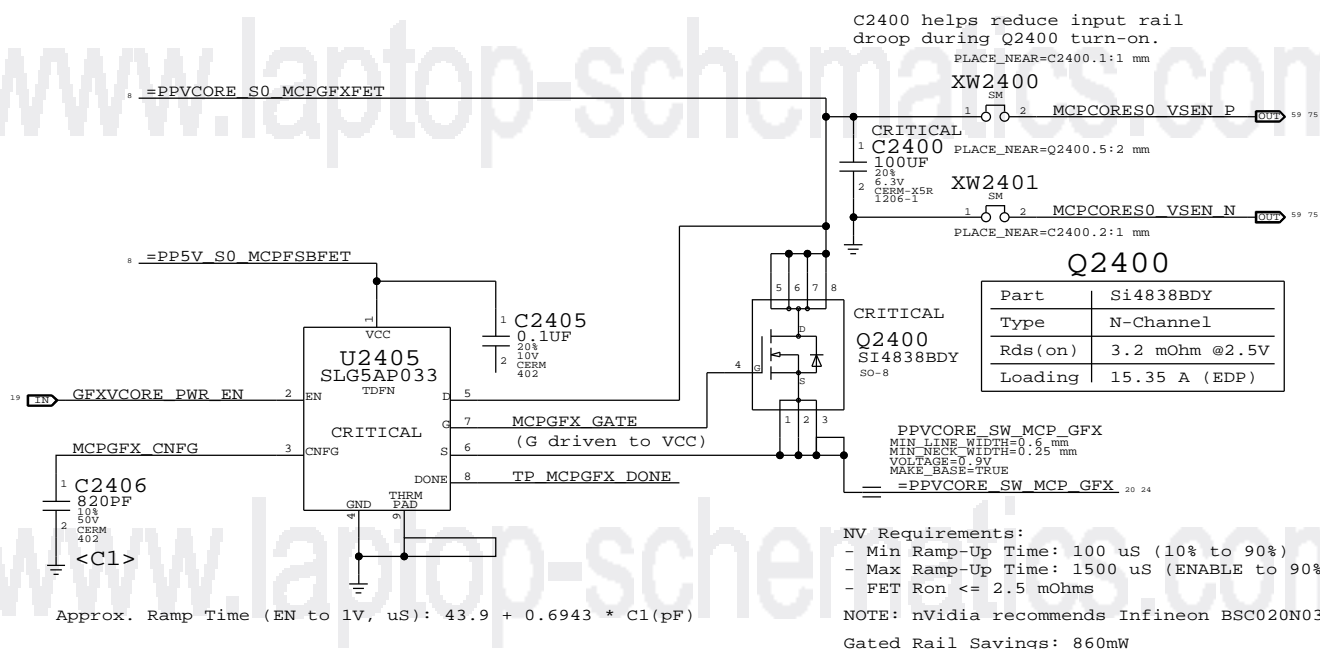 www.laptop-schematics.com
C2400 helps reduce input rail
droop during Q2400 turn-on.
PLACE_NEAR=C2400.1:1 mm
XW2400
SM
8 =PPVCORE_S0_MCPGFXFET
1 2 MCPCORES0_VSEN_P OUT 59 75
CRITICAL
1 C2400 PLACE_NEAR=Q2400.5:2 mm
100UF
20%
2 6.3V
CERM-X5R
1206-1
XW2401
SM
1 2 MCPCORES0_VSEN_N OUT 59 75
PLACE_NEAR=C2400.2:1 mm
8 =PP5V_S0_MCPFSBFET
Q2400
Part Si4838BDY
Type N-Channel
Rds(on) 3.2 mOhm @2.5V
Loading 15.35 A (EDP)
5 6 7 8
CRITICAL
Q2400
SI4838BDY
SO-8
D
4 G
S
1 2 3
1 C2405
0.1UF
20%
2 10V
CERM
402
1
VCC
U2405
SLG5AP033
TDFN
CRITICAL
19 IN GFXVCORE_PWR_EN 2 EN
D 5
G 7 MCPGFX_GATE
(G driven to VCC)
MCPGFX_CNFG 3 CNFG
S 6
DONE 8 TP_MCPGFX_DONE
THRM
GND PAD
4 9
1 C2406
820PF
10%
2 50V
CERM
402
<C1>
PPVCORE_SW_MCP_GFX
MIN_LINE_WIDTH=0.6 mm
MIN_NECK_WIDTH=0.25 mm
VOLTAGE=0.9V
MAKE_BASE=TRUE
=PPVCORE_SW_MCP_GFX 20 24
www.laptop-schematics.com
NV Requirements:
- Min Ramp-Up Time: 100 uS (10% to 90%)
- Max Ramp-Up Time: 1500 uS (ENABLE to 90%
- FET Ron <= 2.5 mOhms
Approx. Ramp Time (EN to 1V, uS): 43.9 + 0.6943 * C1(pF)
NOTE: nVidia recommends Infineon BSC020N03
Gated Rail Savings: 860mW